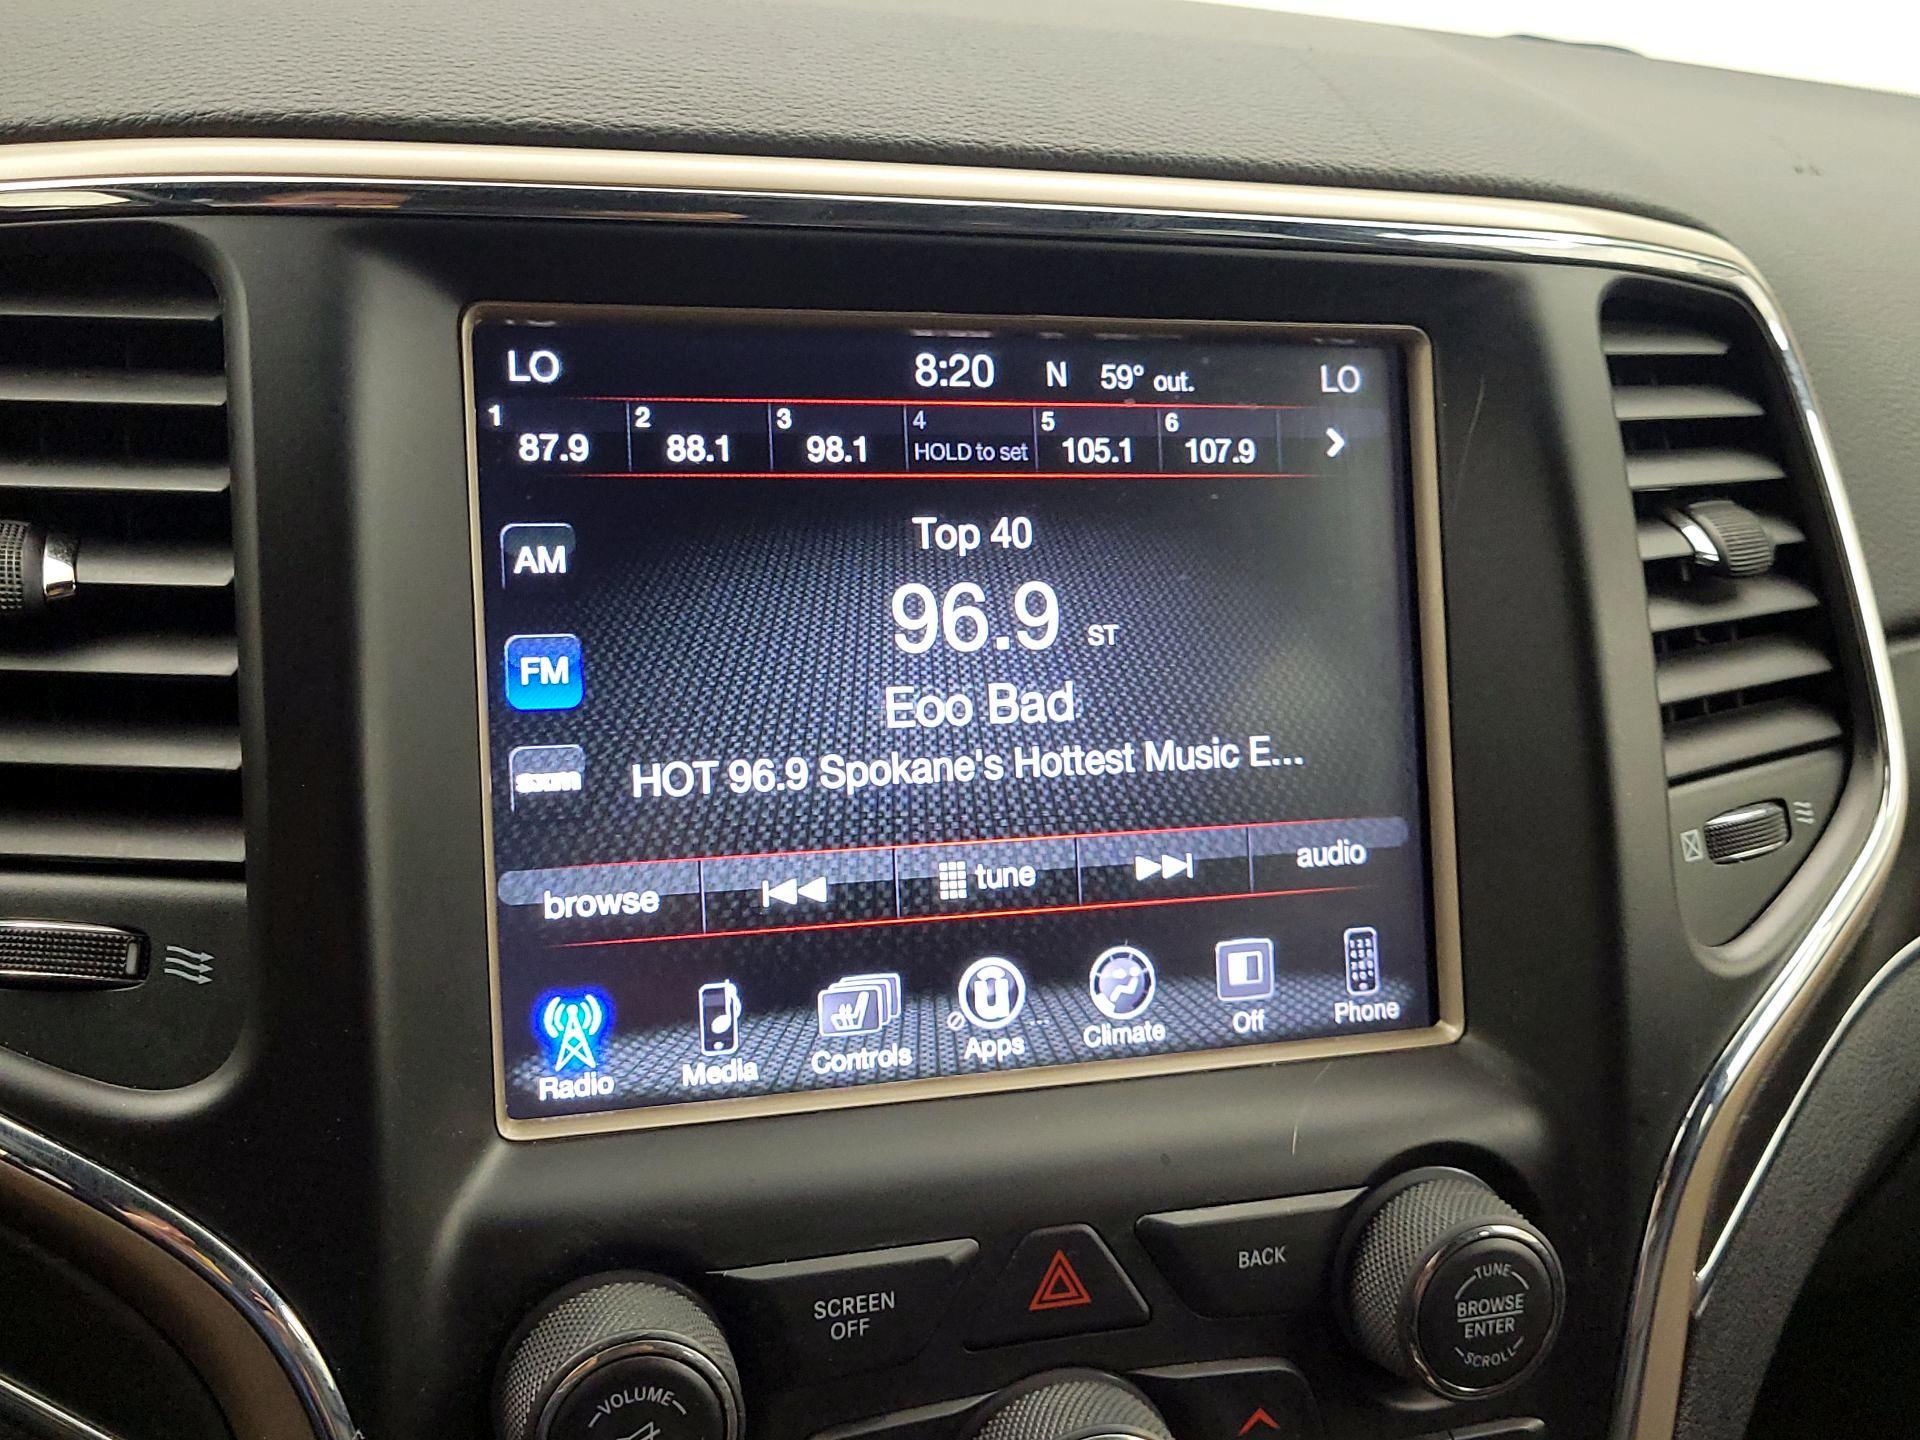 LO 8:20 N 59° out. LO
1 2 3 4 5 6
87.9 88.1 98.1 HOLD to set 105.1 107.9
Top 40
AM
96.9 ST
FM
Eoo Bad
sxm
HOT 96.9 Spokane's Hottest Music E...
browse tune audio
Radio Media Controls Apps Climate Off Phone
SCREEN
OFF
BACK
TUNE
BROWSE
ENTER
SCROLL
VOLUME